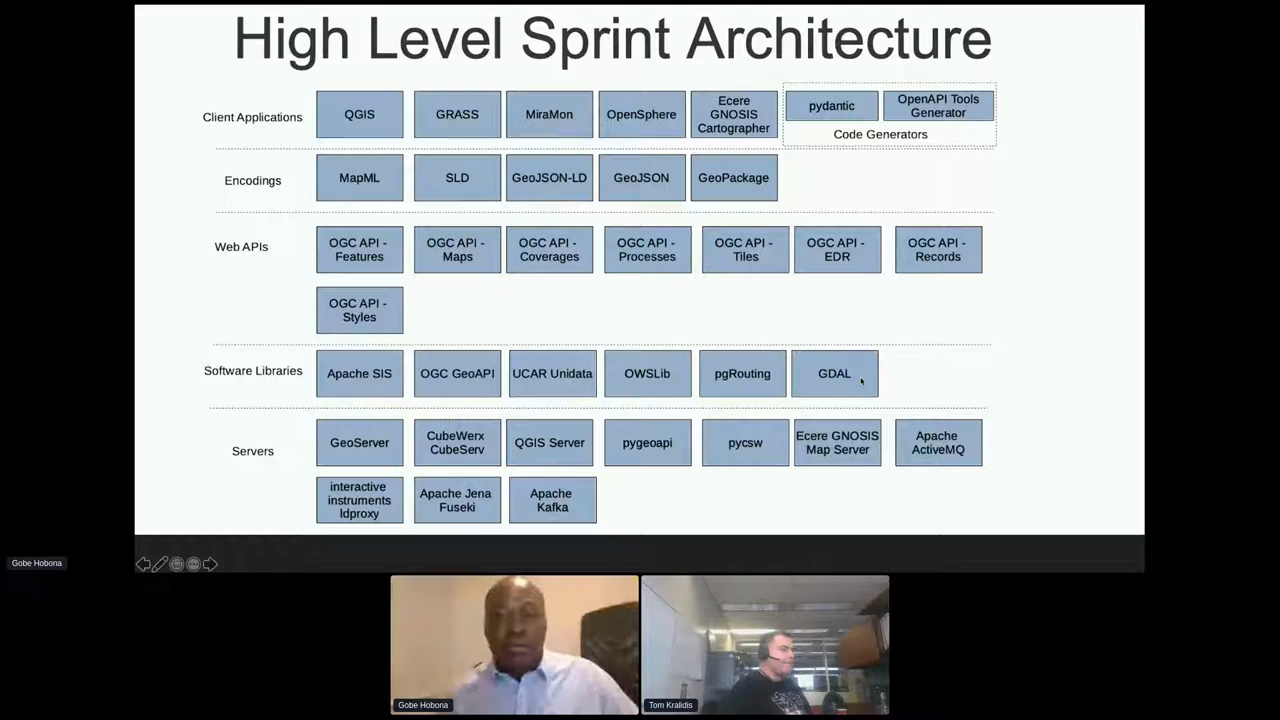 High Level Sprint Architecture
Client Applications
QGIS
GRASS
MiraMon
OpenSphere
Ecere
GNOSIS
Cartographer
pydantic
OpenAPI Tools
Generator
Code Generators
Encodings
MapML
SLD
GeoJSON-LD
GeoJSON
GeoPackage
Web APIs
OGC API -
Features
OGC API -
Maps
OGC API -
Coverages
OGC API -
Processes
OGC API -
Tiles
OGC API -
EDR
OGC API -
Records
OGC API -
Styles
Software Libraries
Apache SIS
OGC GeoAPI
UCAR Unidata
OWSLib
pgRouting
GDAL
Servers
GeoServer
CubeWerx
CubeServ
QGIS Server
pygeoapi
pycsw
Ecere GNOSIS
Map Server
Apache
ActiveMQ
interactive
instruments
ldproxy
Apache Jena
Fuseki
Apache
Kafka
Gobe Hobona
Gobe Hobona
Tom Kralidis